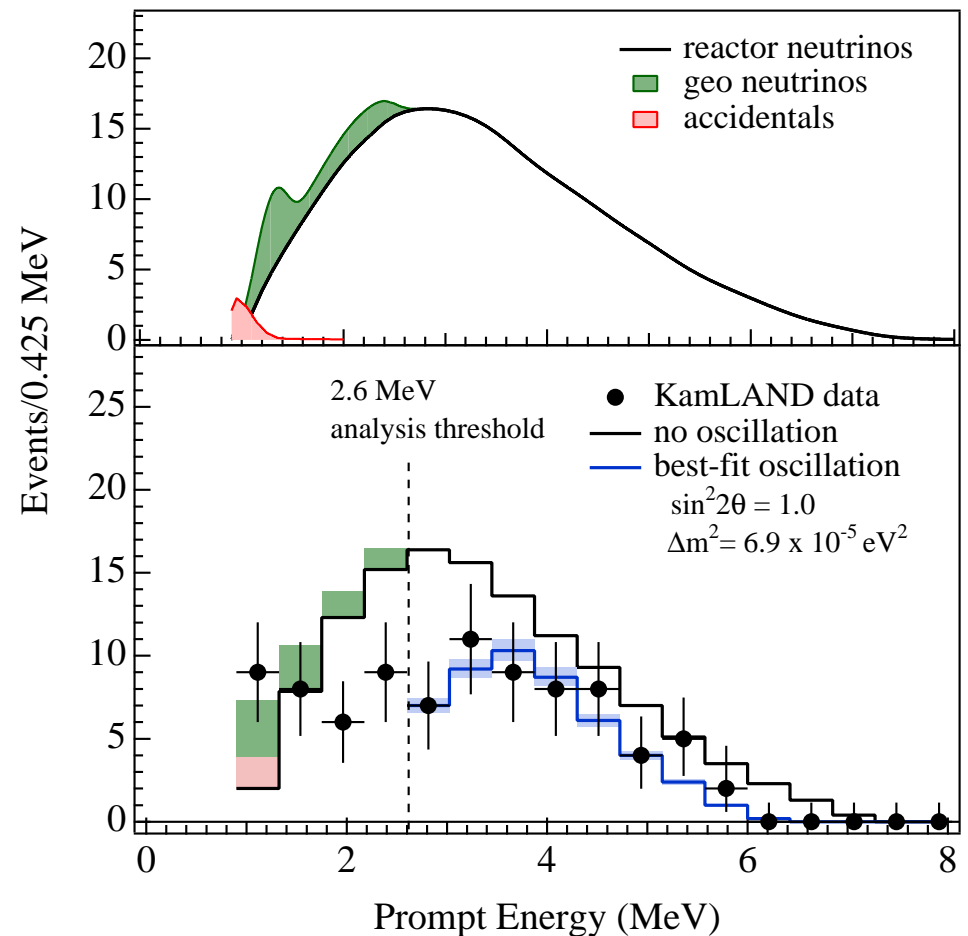 Events/0.425 MeV
20
15
10
5
0
reactor neutrinos
geo neutrinos
accidentals
25
20
15
10
5
0
2.6 MeV
analysis threshold
KamLAND data
no oscillation
best-fit oscillation
sin²2θ = 1.0
Δm²= 6.9 x 10⁻⁵ eV²
0 2 4 6 8
Prompt Energy (MeV)